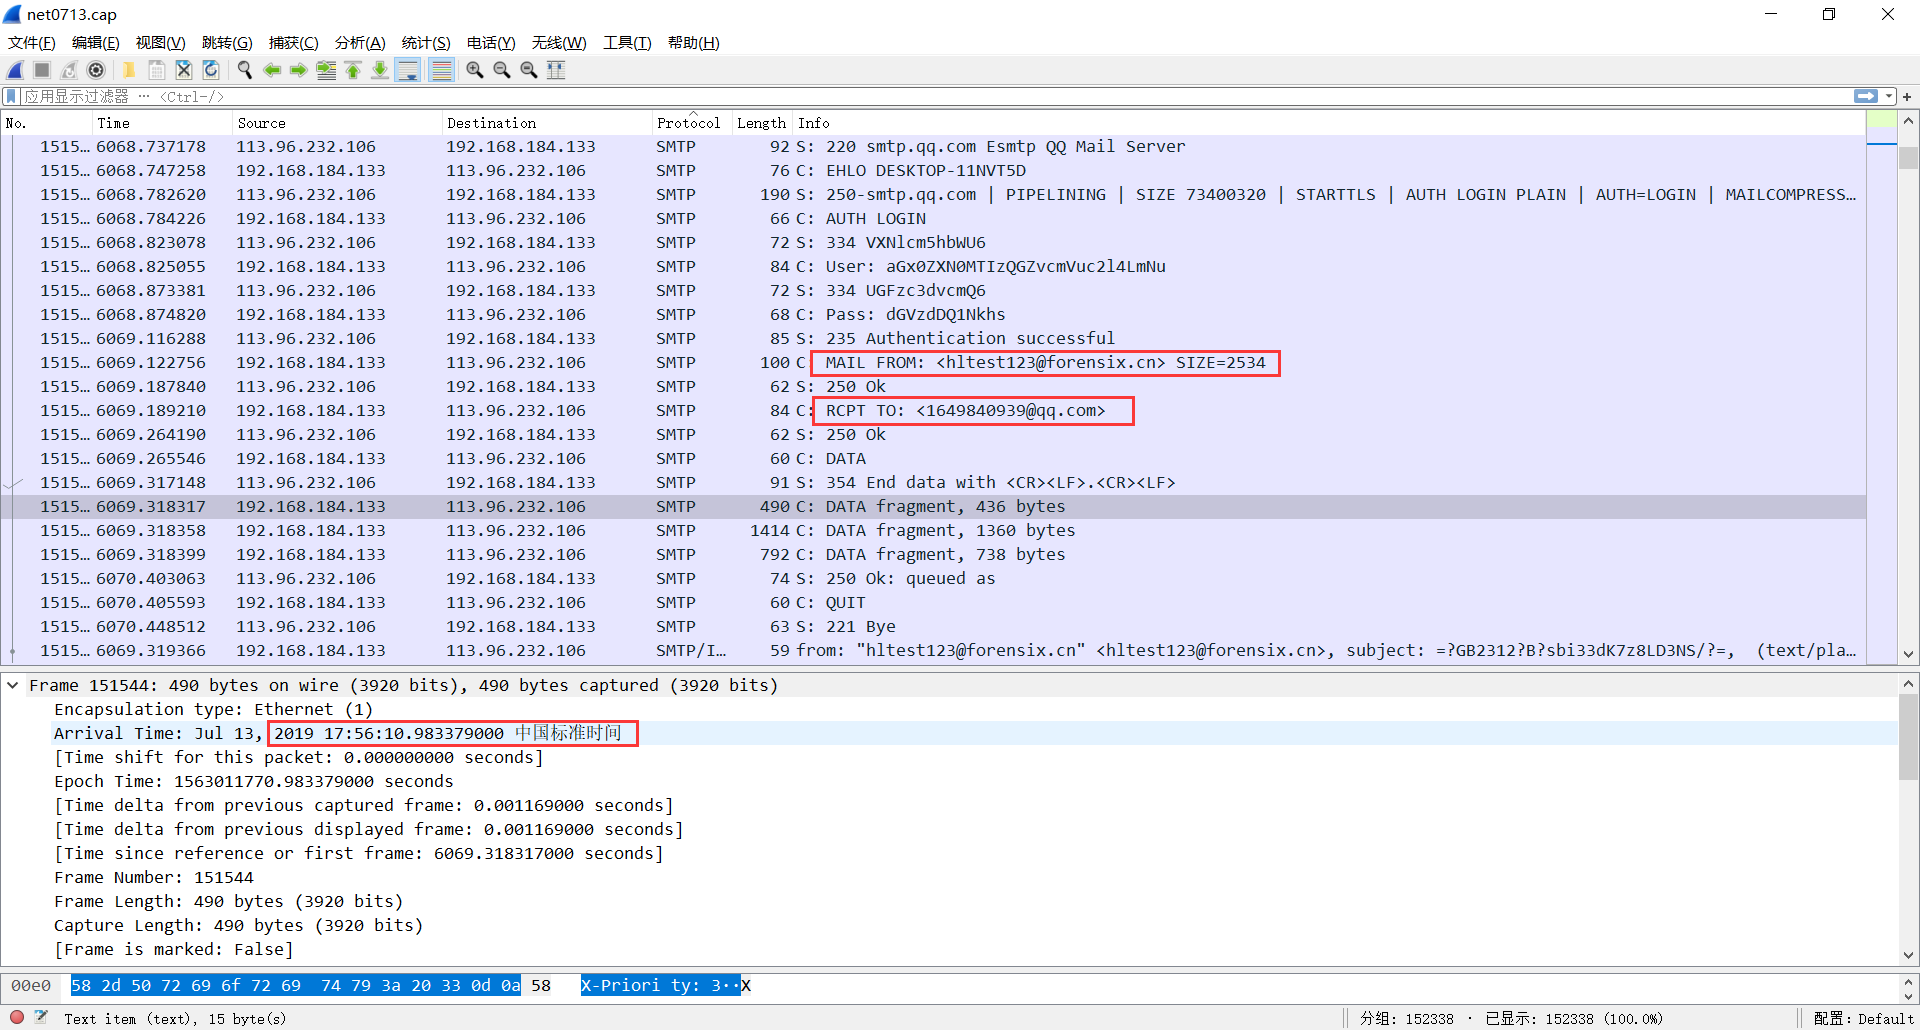 net0713.cap
文件(F) 编辑(E) 视图(V) 跳转(G) 捕获(C) 分析(A) 统计(S) 电话(Y) 无线(W) 工具(T) 帮助(H)
应用显示过滤器 … <Ctrl-/>
No. Time Source Destination Protocol Length Info
1515… 6068.737178 113.96.232.106 192.168.184.133 SMTP 92 S: 220 smtp.qq.com Esmtp QQ Mail Server
1515… 6068.747258 192.168.184.133 113.96.232.106 SMTP 76 C: EHLO DESKTOP-11NVT5D
1515… 6068.782620 113.96.232.106 192.168.184.133 SMTP 190 S: 250-smtp.qq.com | PIPELINING | SIZE 73400320 | STARTTLS | AUTH LOGIN PLAIN | AUTH=LOGIN | MAILCOMPRESS…
1515… 6068.784226 192.168.184.133 113.96.232.106 SMTP 66 C: AUTH LOGIN
1515… 6068.823078 113.96.232.106 192.168.184.133 SMTP 72 S: 334 VXNlcm5hbWU6
1515… 6068.825055 192.168.184.133 113.96.232.106 SMTP 84 C: User: aGx0ZXN0MTIzQGZvcmVuc2l4LmNu
1515… 6068.873381 113.96.232.106 192.168.184.133 SMTP 72 S: 334 UGFzc3dvcmQ6
1515… 6068.874820 192.168.184.133 113.96.232.106 SMTP 68 C: Pass: dGVzdDQ1Nkhs
1515… 6069.116288 113.96.232.106 192.168.184.133 SMTP 85 S: 235 Authentication successful
1515… 6069.122756 192.168.184.133 113.96.232.106 SMTP 100 C: MAIL FROM: <hltest123@forensix.cn> SIZE=2534
1515… 6069.187840 113.96.232.106 192.168.184.133 SMTP 62 S: 250 Ok
1515… 6069.189210 192.168.184.133 113.96.232.106 SMTP 84 C: RCPT TO: <1649840939@qq.com>
1515… 6069.264190 113.96.232.106 192.168.184.133 SMTP 62 S: 250 Ok
1515… 6069.265546 192.168.184.133 113.96.232.106 SMTP 60 C: DATA
1515… 6069.317148 113.96.232.106 192.168.184.133 SMTP 91 S: 354 End data with <CR><LF>.<CR><LF>
1515… 6069.318317 192.168.184.133 113.96.232.106 SMTP 490 C: DATA fragment, 436 bytes
1515… 6069.318358 192.168.184.133 113.96.232.106 SMTP 1414 C: DATA fragment, 1360 bytes
1515… 6069.318399 192.168.184.133 113.96.232.106 SMTP 792 C: DATA fragment, 738 bytes
1515… 6070.403063 113.96.232.106 192.168.184.133 SMTP 74 S: 250 Ok: queued as
1515… 6070.405593 192.168.184.133 113.96.232.106 SMTP 60 C: QUIT
1515… 6070.448512 113.96.232.106 192.168.184.133 SMTP 63 S: 221 Bye
1515… 6069.319366 192.168.184.133 113.96.232.106 SMTP/I… 59 from: "hltest123@forensix.cn" <hltest123@forensix.cn>, subject: =?GB2312?B?sbi33dK7z8LD3NS/?=, (text/pla…
Frame 151544: 490 bytes on wire (3920 bits), 490 bytes captured (3920 bits)
Encapsulation type: Ethernet (1)
Arrival Time: Jul 13, 2019 17:56:10.983379000 中国标准时间
[Time shift for this packet: 0.000000000 seconds]
Epoch Time: 1563011770.983379000 seconds
[Time delta from previous captured frame: 0.001169000 seconds]
[Time delta from previous displayed frame: 0.001169000 seconds]
[Time since reference or first frame: 6069.318317000 seconds]
Frame Number: 151544
Frame Length: 490 bytes (3920 bits)
Capture Length: 490 bytes (3920 bits)
[Frame is marked: False]
00e0 58 2d 50 72 69 6f 72 69 74 79 3a 20 33 0d 0a 58 X-Priori ty: 3··X
Text item (text), 15 byte(s) 分组: 152338 · 已显示: 152338 (100.0%) 配置: Default